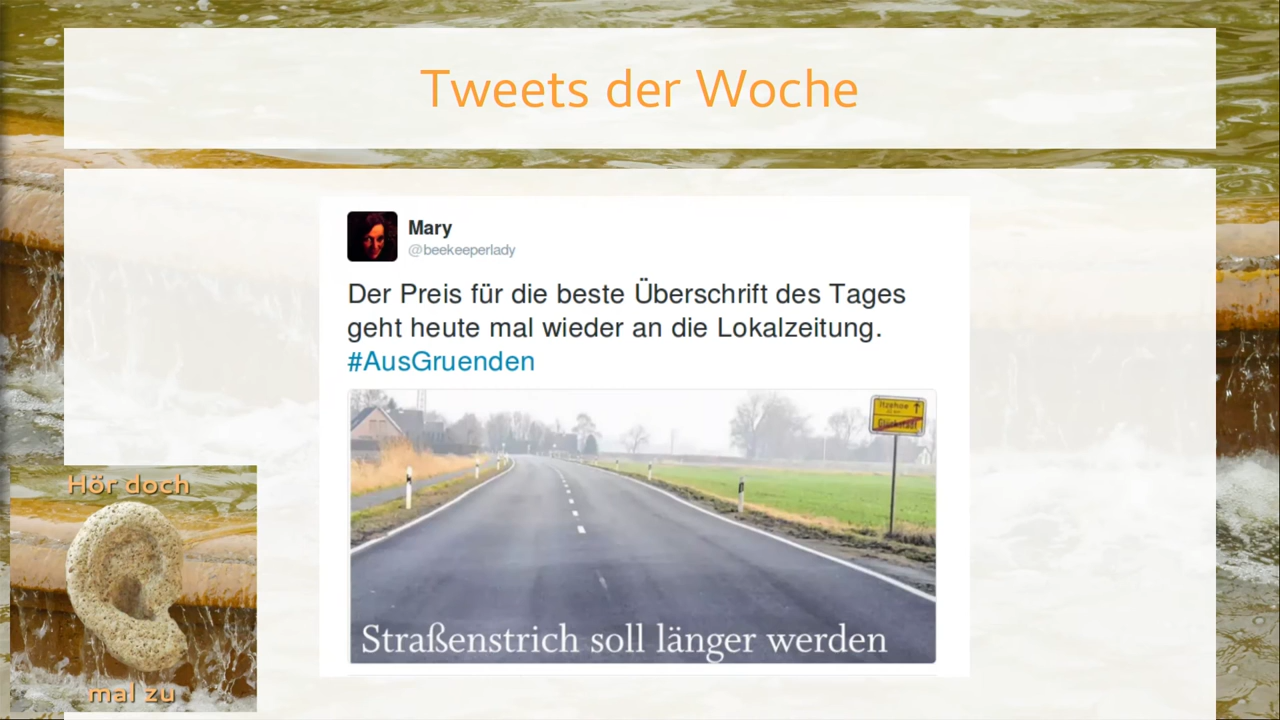 Tweets der Woche
Mary
@beekeeperlady
Der Preis für die beste Überschrift des Tages
geht heute mal wieder an die Lokalzeitung.
#AusGruenden
Itzehoe
Straßenstrich soll länger werden
Hör doch
mal zu